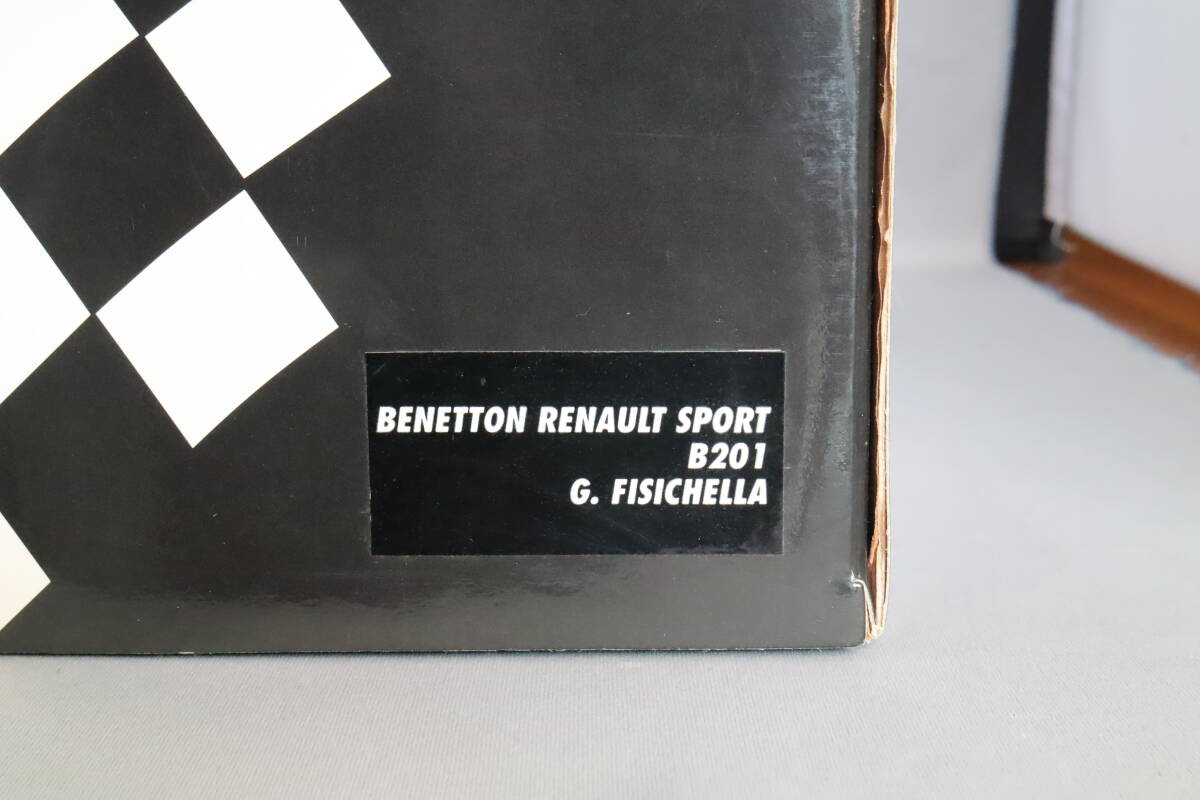 BENETTON RENAULT SPORT
B201
G. FISICHELLA